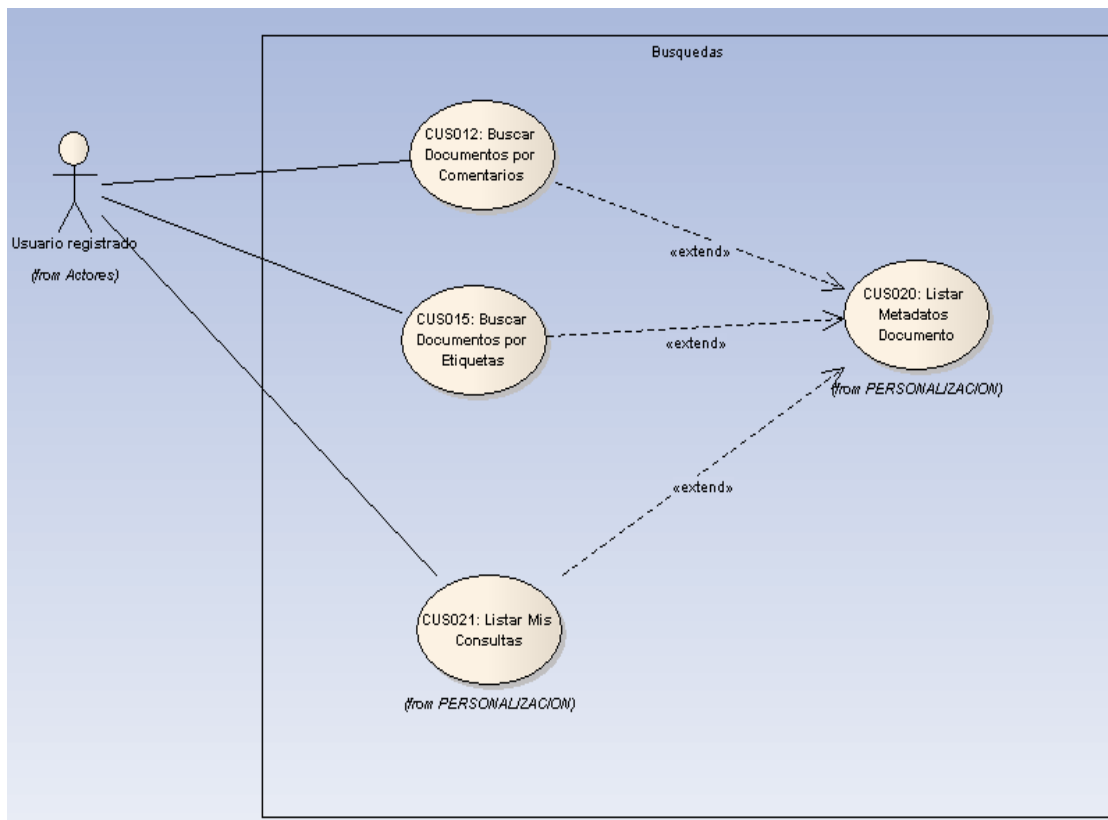 Busquedas
CUS012: Buscar
Documentos por
Comentarios
Usuario registrado
(from Actores)
«extend»
CUS015: Buscar
Documentos por
Etiquetas
«extend»
CUS020: Listar
Metadatos
Documento
(from PERSONALIZACION)
«extend»
CUS021: Listar Mis
Consultas
(from PERSONALIZACION)